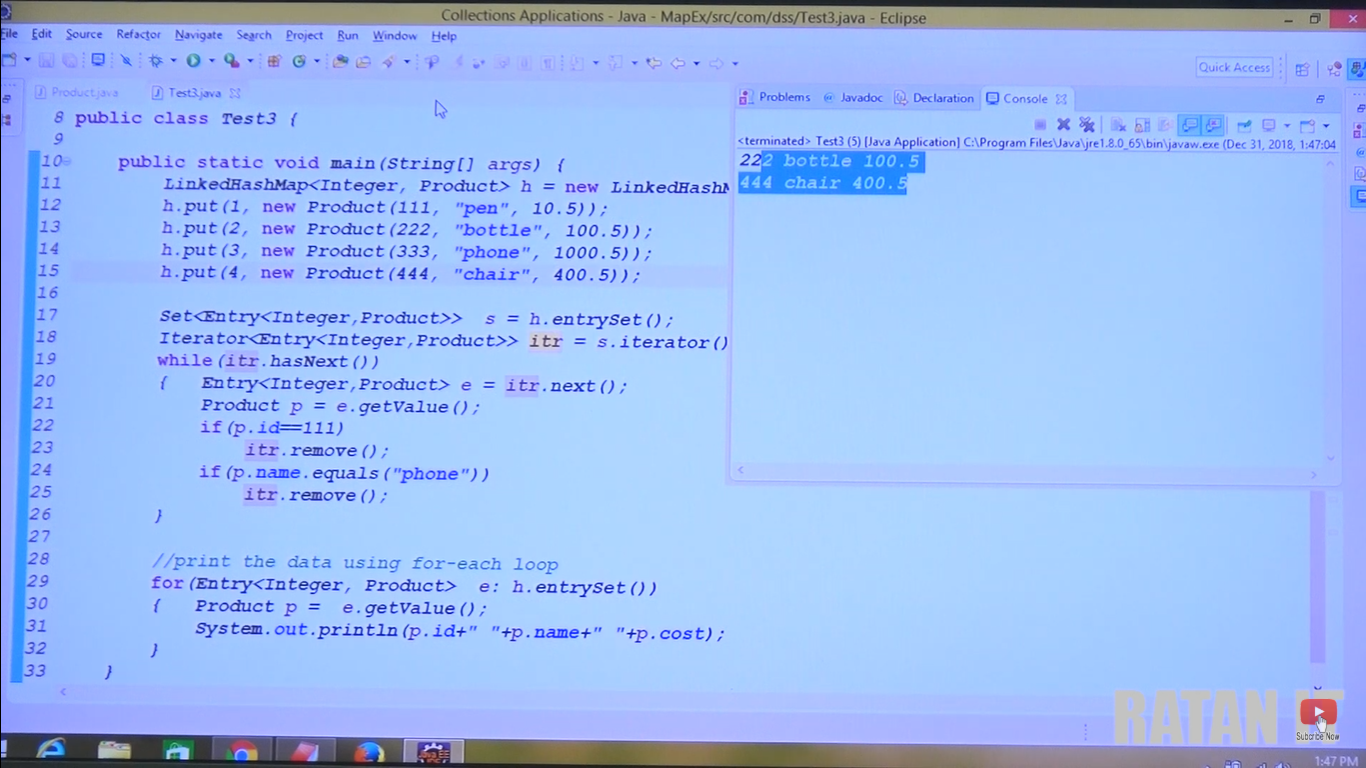 Collections Applications - Java - MapEx/src/com/dss/Test3.java - Eclipse
File Edit Source Refactor Navigate Search Project Run Window Help
Quick Access
Product.java Test3.java
Problems @ Javadoc Declaration Console
<terminated> Test3 (5) [Java Application] C:\Program Files\Java\jre1.8.0_65\bin\javaw.exe (Dec 31, 2018, 1:47:04
222 bottle 100.5
444 chair 400.5
8 public class Test3 {
9
10 public static void main(String[] args) {
11 LinkedHashMap<Integer, Product> h = new LinkedHashM
12 h.put(1, new Product(111, "pen", 10.5));
13 h.put(2, new Product(222, "bottle", 100.5));
14 h.put(3, new Product(333, "phone", 1000.5));
15 h.put(4, new Product(444, "chair", 400.5));
16
17 Set<Entry<Integer,Product>> s = h.entrySet();
18 Iterator<Entry<Integer,Product>> itr = s.iterator()
19 while(itr.hasNext())
20 { Entry<Integer,Product> e = itr.next();
21 Product p = e.getValue();
22 if(p.id==111)
23 itr.remove();
24 if(p.name.equals("phone"))
25 itr.remove();
26 }
27
28 //print the data using for-each loop
29 for(Entry<Integer, Product> e: h.entrySet())
30 { Product p = e.getValue();
31 System.out.println(p.id+" "+p.name+" "+p.cost);
32 }
33 }
RATAN IT
Subcribe Now
Java EE
IDE
1:47 PM